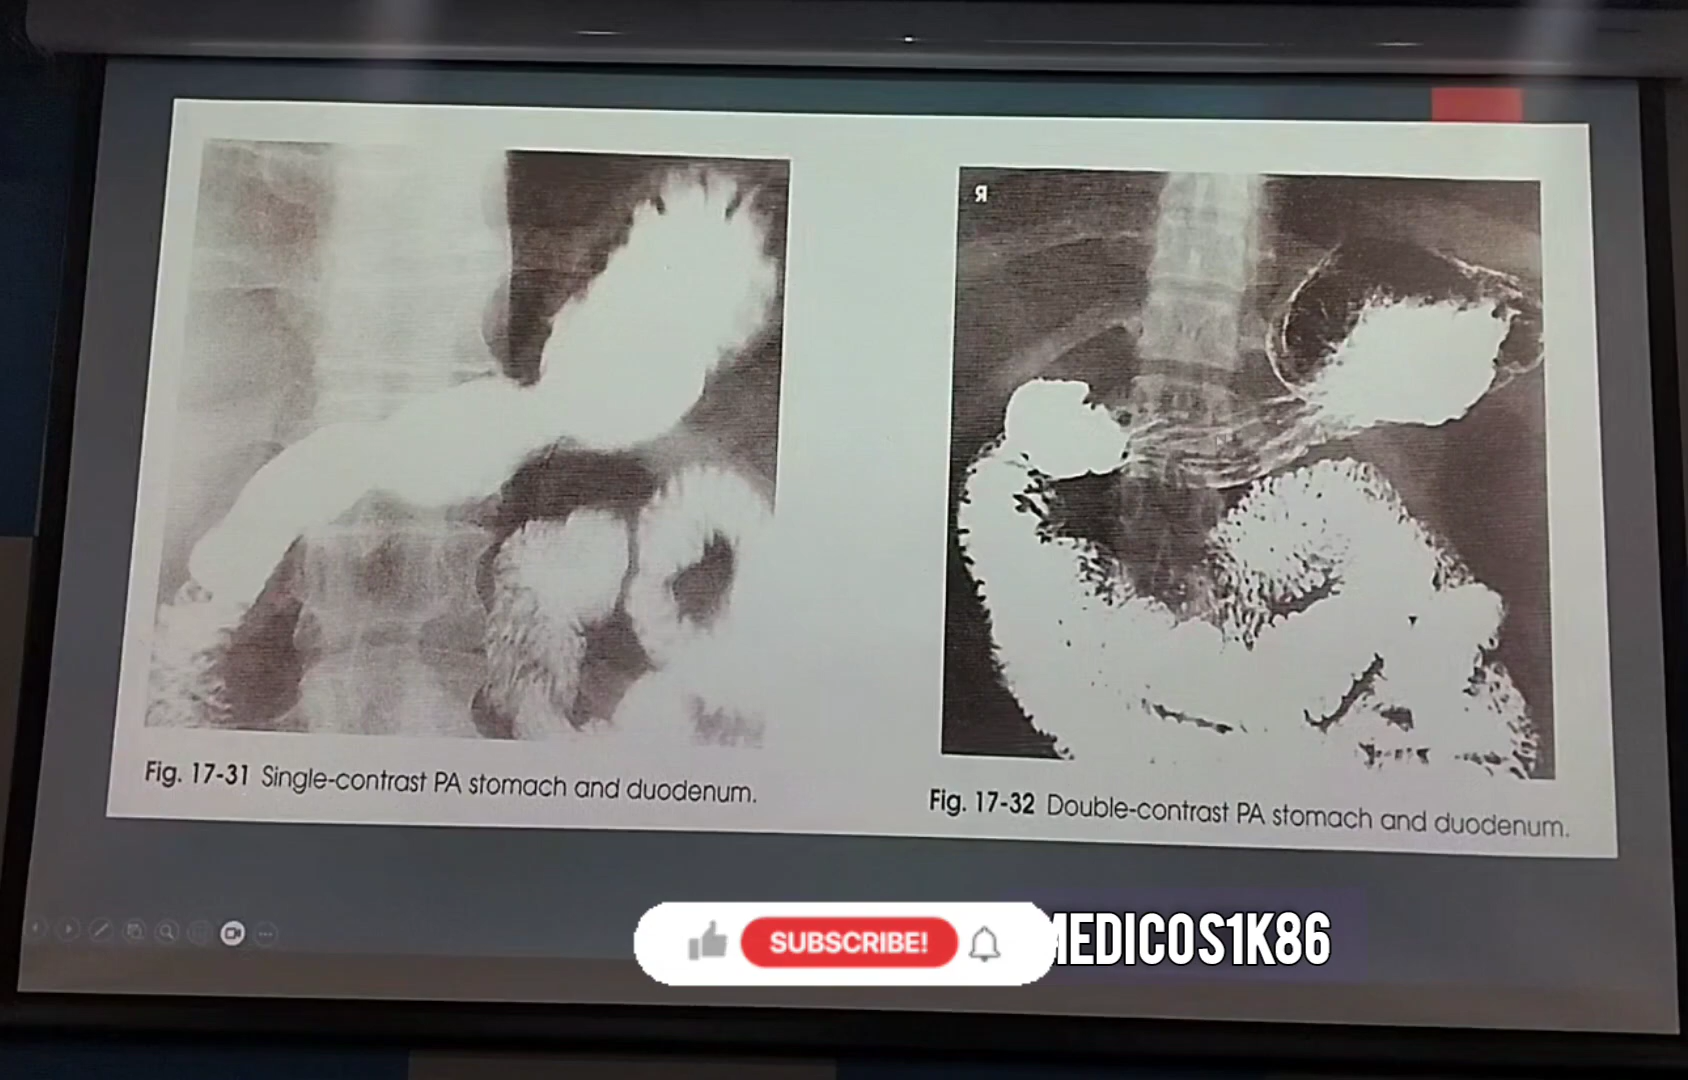 Я
Fig. 17-31 Single-contrast PA stomach and duodenum.
Fig. 17-32 Double-contrast PA stomach and duodenum.
SUBSCRIBE!
MEDICOS1K86